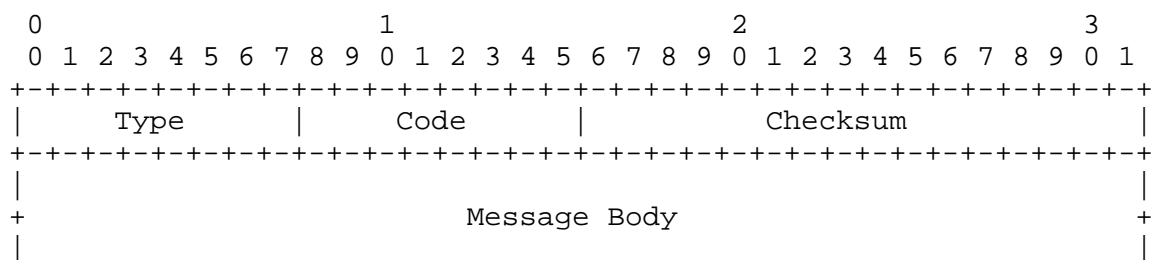 0                   1                   2                   3
 0 1 2 3 4 5 6 7 8 9 0 1 2 3 4 5 6 7 8 9 0 1 2 3 4 5 6 7 8 9 0 1
+-+-+-+-+-+-+-+-+-+-+-+-+-+-+-+-+-+-+-+-+-+-+-+-+-+-+-+-+-+-+-+-+
|     Type      |     Code      |          Checksum             |
+-+-+-+-+-+-+-+-+-+-+-+-+-+-+-+-+-+-+-+-+-+-+-+-+-+-+-+-+-+-+-+-+
|                                                               |
+                         Message Body                          +
|                                                               |